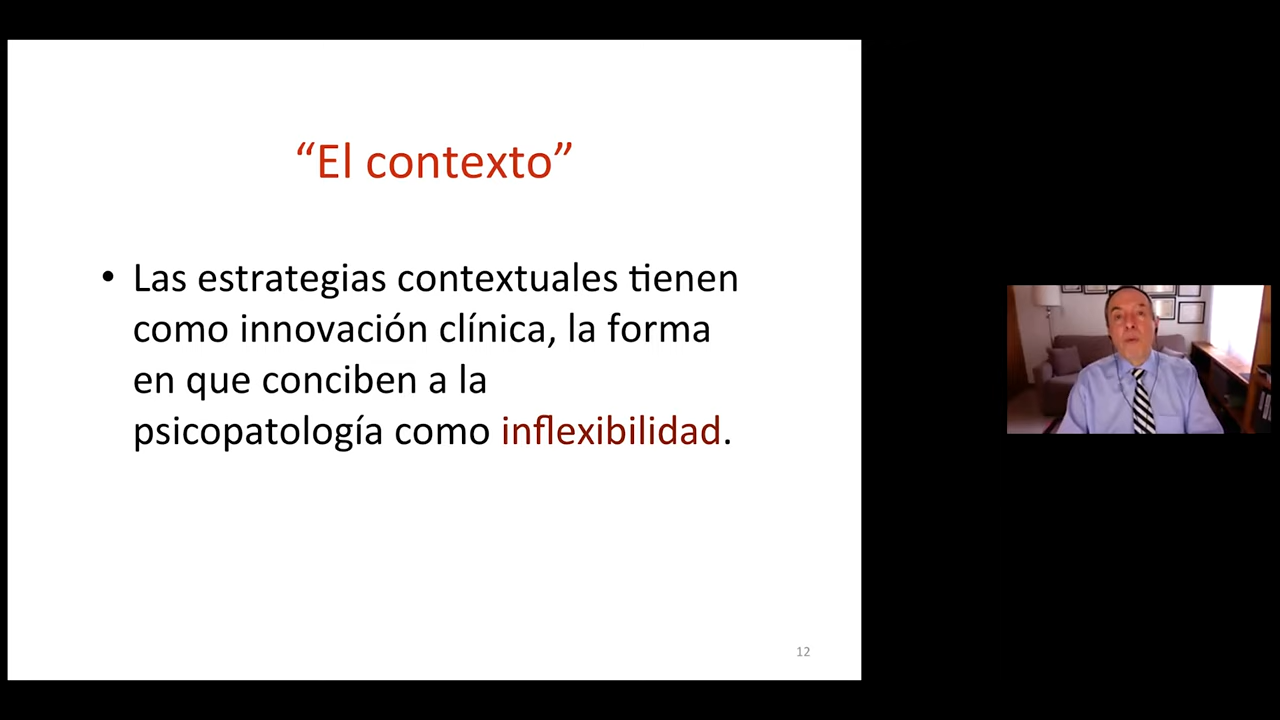 “El contexto”
• Las estrategias contextuales tienen
como innovación clínica, la forma
en que conciben a la
psicopatología como inflexibilidad.
12